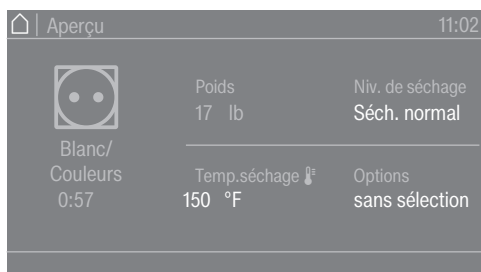 Aperçu 11:02
Poids
17 lb
Niv. de séchage
Séch. normal
Blanc/
Couleurs
0:57
Temp.séchage
150 °F
Options
sans sélection